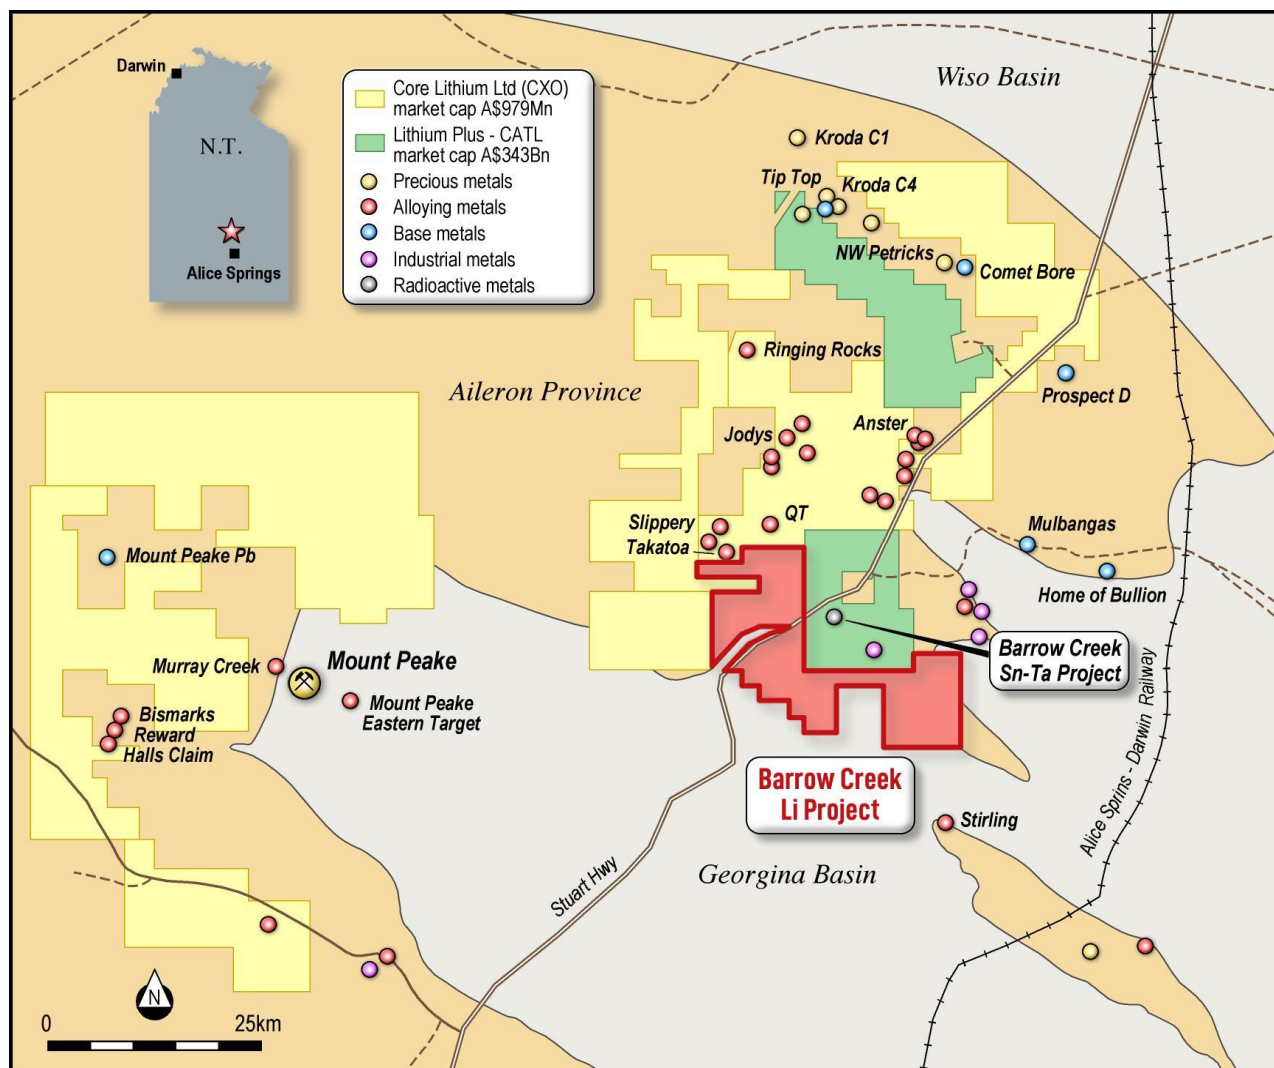 Darwin
N.T.
Alice Springs
Core Lithium Ltd (CXO)
market cap A$979Mn
Lithium Plus - CATL
market cap A$343Bn
Precious metals
Alloying metals
Base metals
Industrial metals
Radioactive metals
Wiso Basin
Kroda C1
Tip Top
Kroda C4
NW Petricks
Comet Bore
Ringing Rocks
Prospect D
Aileron Province
Jodys
Anster
Slippery
QT
Takatoa
Mulbangas
Home of Bullion
Mount Peake Pb
Murray Creek
Mount Peake
Mount Peake
Eastern Target
Bismarks
Reward
Halls Claim
Barrow Creek
Sn-Ta Project
Barrow Creek
Li Project
Stirling
Georgina Basin
Stuart Hwy
Alice Sprins - Darwin Railway
N
0 25km